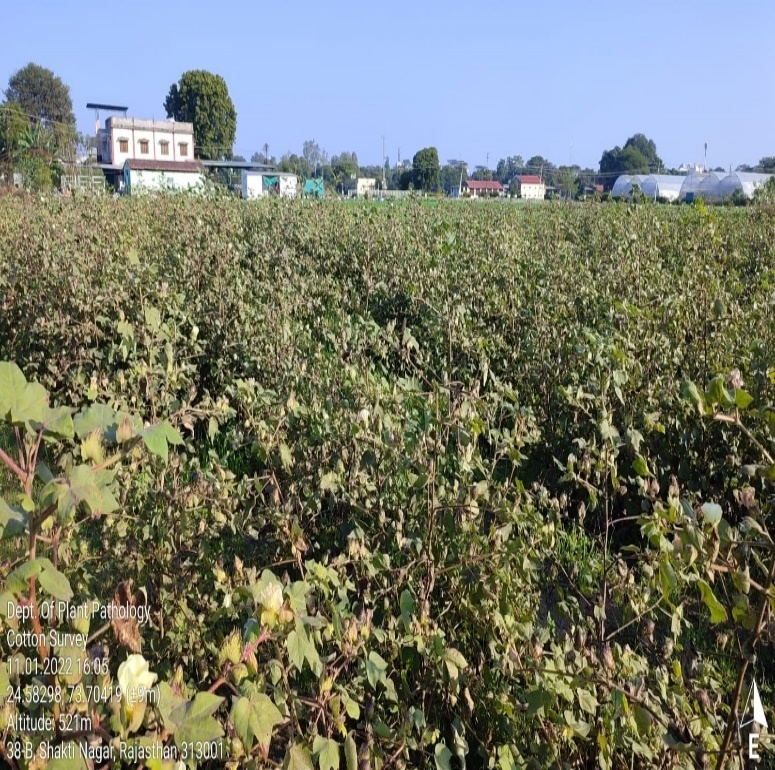 Dept. Of Plant Pathology
Cotton Survey
11.01.2022 16:05
24.58298, 73.70419 (±9m)
Altitude: 521m
38-B, Shakti Nagar, Rajasthan 313001
E